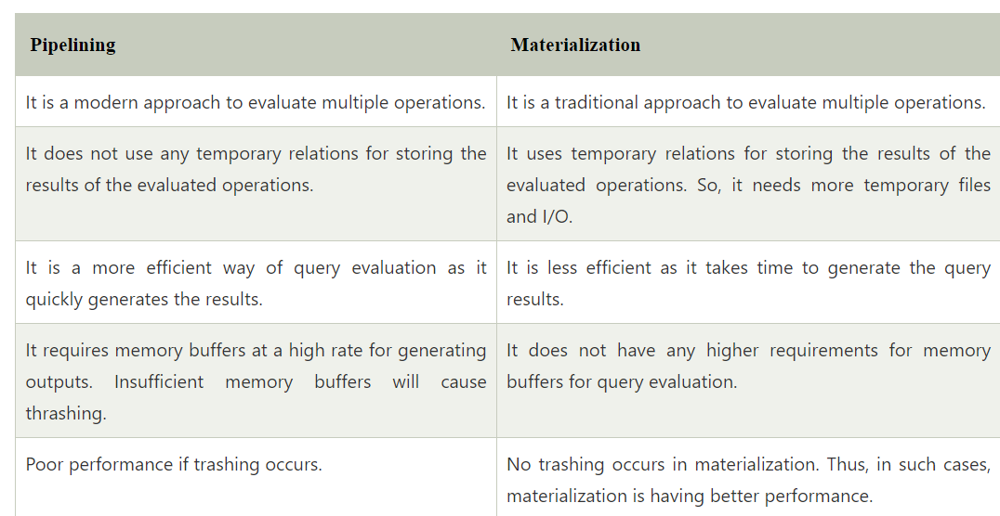 Pipelining
Materialization
It is a modern approach to evaluate multiple operations.
It is a traditional approach to evaluate multiple operations.
It does not use any temporary relations for storing the
results of the evaluated operations.
It uses temporary relations for storing the results of the
evaluated operations. So, it needs more temporary files
and I/O.
It is a more efficient way of query evaluation as it
quickly generates the results.
It is less efficient as it takes time to generate the query
results.
It requires memory buffers at a high rate for generating
outputs. Insufficient memory buffers will cause
thrashing.
It does not have any higher requirements for memory
buffers for query evaluation.
Poor performance if trashing occurs.
No trashing occurs in materialization. Thus, in such cases,
materialization is having better performance.